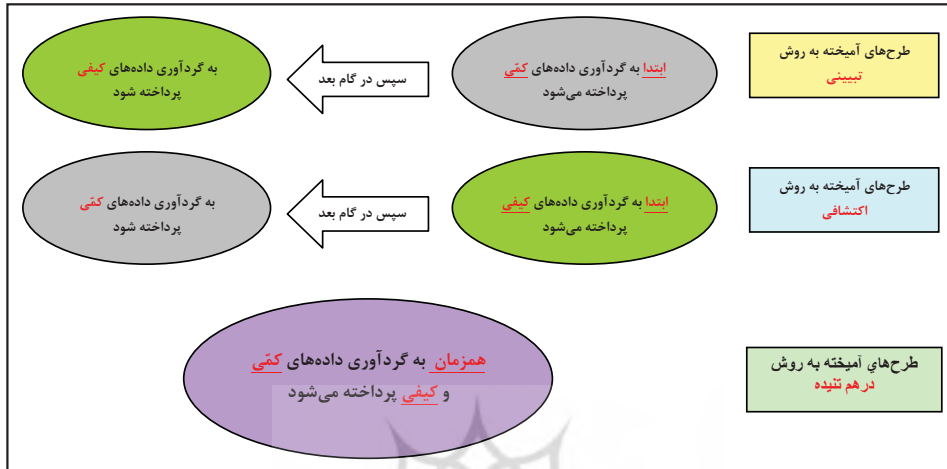 طرح‌های آمیخته به روش
تبیینی
ابتدا به گردآوری داده‌های کمّی
پرداخته می‌شود
سپس در گام بعد
به گردآوری داده‌های کیفی
پرداخته شود
طرح‌های آمیخته به روش
اکتشافی
ابتدا به گردآوری داده‌های کیفی
پرداخته می‌شود
سپس در گام بعد
به گردآوری داده‌های کمّی
پرداخته شود
طرح‌هاي آمیخته به روش
درهم تنیده
همزمان به گردآوری داده‌های کمّی
و کیفی پرداخته می‌شود